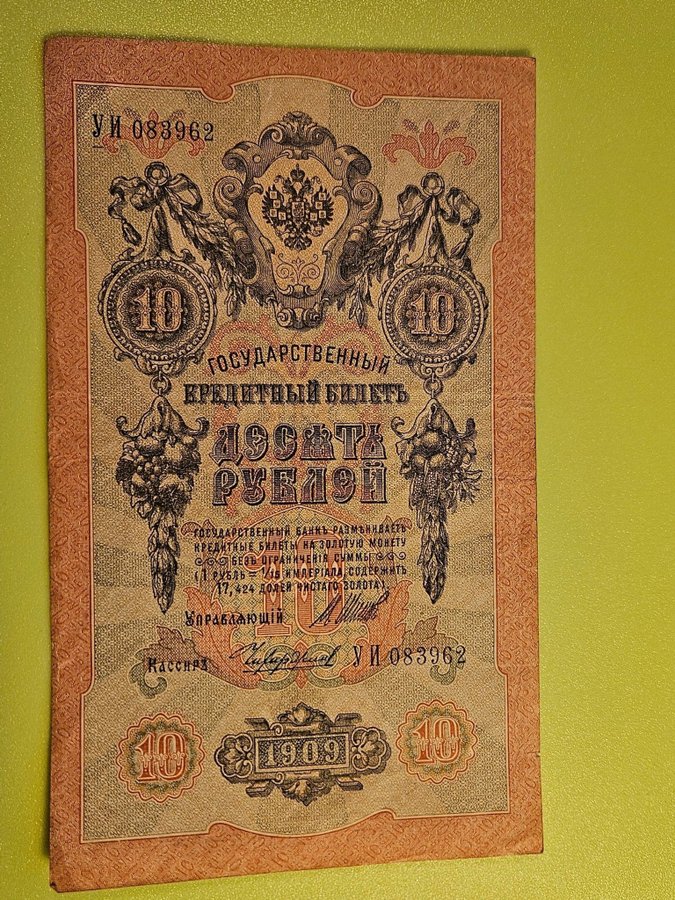 УИ 083962
10 10
ГОСУДАРСТВЕННЫЙ
КРЕДИТНЫЙ БИЛЕТЪ
ДЕСЯТЬ
РУБЛЕЙ
ГОСУДАРСТВЕННЫЙ БАНКЪ РАЗМѢНИВАЕТЪ
КРЕДИТНЫЕ БИЛЕТЫ НА ЗОЛОТУЮ МОНЕТУ
БЕЗЪ ОГРАНИЧЕНІЯ СУММЫ
(1 РУБЛЬ = 1/15 ИМПЕРІАЛА, СОДЕРЖИТЪ
17,424 ДОЛЕЙ ЧИСТАГО ЗОЛОТА).
10
УПРАВЛЯЮЩІЙ
КАССИРЪ УИ 083962
10 1909 10